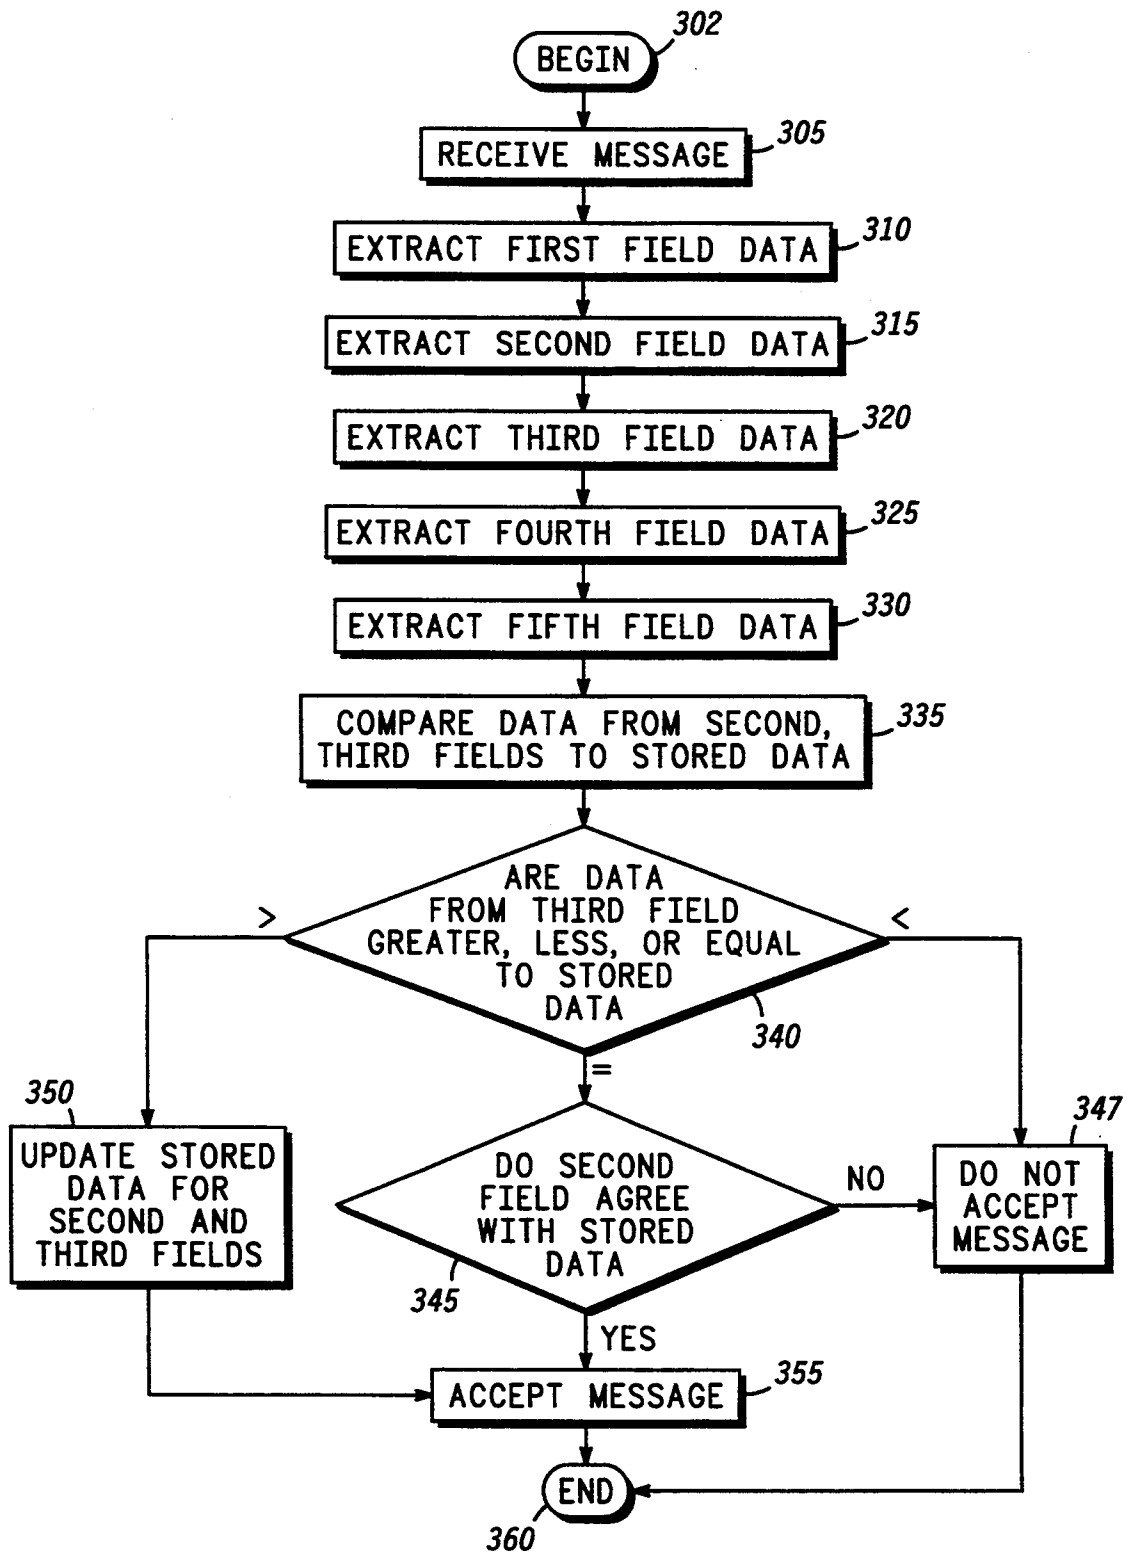 302
BEGIN
305
RECEIVE MESSAGE
310
EXTRACT FIRST FIELD DATA
315
EXTRACT SECOND FIELD DATA
320
EXTRACT THIRD FIELD DATA
325
EXTRACT FOURTH FIELD DATA
330
EXTRACT FIFTH FIELD DATA
335
COMPARE DATA FROM SECOND,
THIRD FIELDS TO STORED DATA
ARE DATA
FROM THIRD FIELD
GREATER, LESS, OR EQUAL
TO STORED
DATA
>
<
340
=
350
UPDATE STORED
DATA FOR
SECOND AND
THIRD FIELDS
DO SECOND
FIELD AGREE
WITH STORED
DATA
345
NO
347
DO NOT
ACCEPT
MESSAGE
YES
355
ACCEPT MESSAGE
END
360